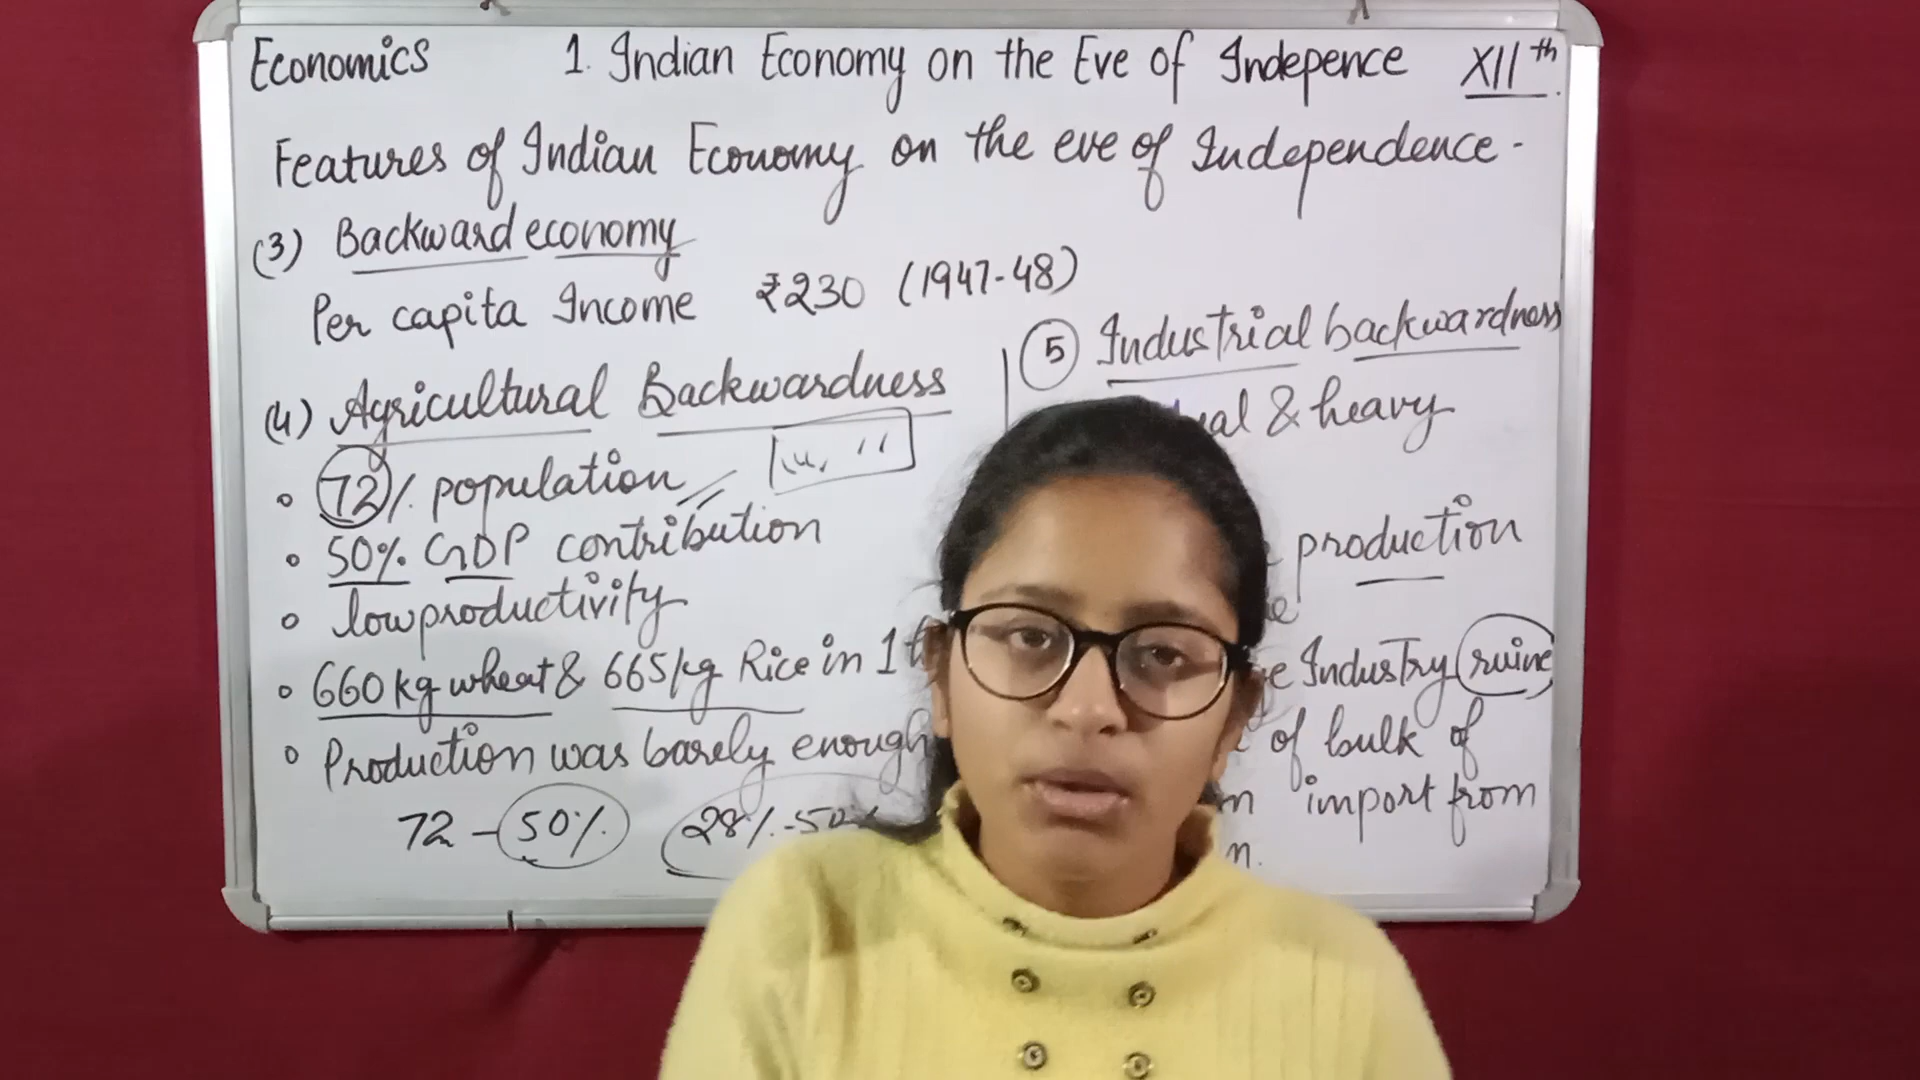 Economics 1. Indian Economy on the Eve of Indepence XIIth
Features of Indian Economy on the eve of Independence -
(3) Backward economy
Per capita Income ₹230 (1947-48)
(4) Agricultural Backwardness
• 72% population
• 50% GDP contribution
• low productivity
• 660 kg wheat & 665 kg Rice in 1
• Production was barely enough
72 - 50% 28% - 50%
5 Industrial backwardness
& heavy
production
Industry ruine
of bulk of
import from